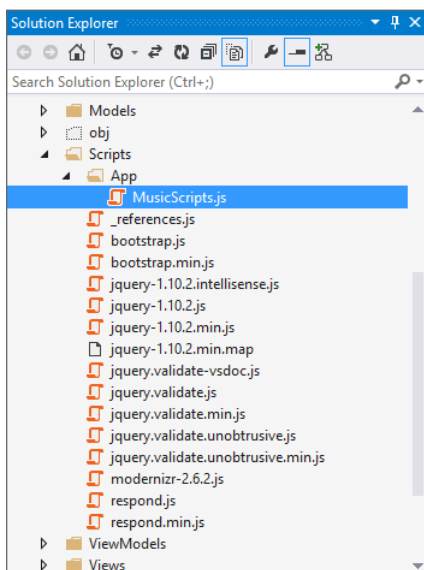 Solution Explorer
Search Solution Explorer (Ctrl+;)
Models
obj
Scripts
App
MusicScripts.js
_references.js
bootstrap.js
bootstrap.min.js
jquery-1.10.2.intellisense.js
jquery-1.10.2.js
jquery-1.10.2.min.js
jquery-1.10.2.min.map
jquery.validate-vsdoc.js
jquery.validate.js
jquery.validate.min.js
jquery.validate.unobtrusive.js
jquery.validate.unobtrusive.min.js
modernizr-2.6.2.js
respond.js
respond.min.js
ViewModels
Views